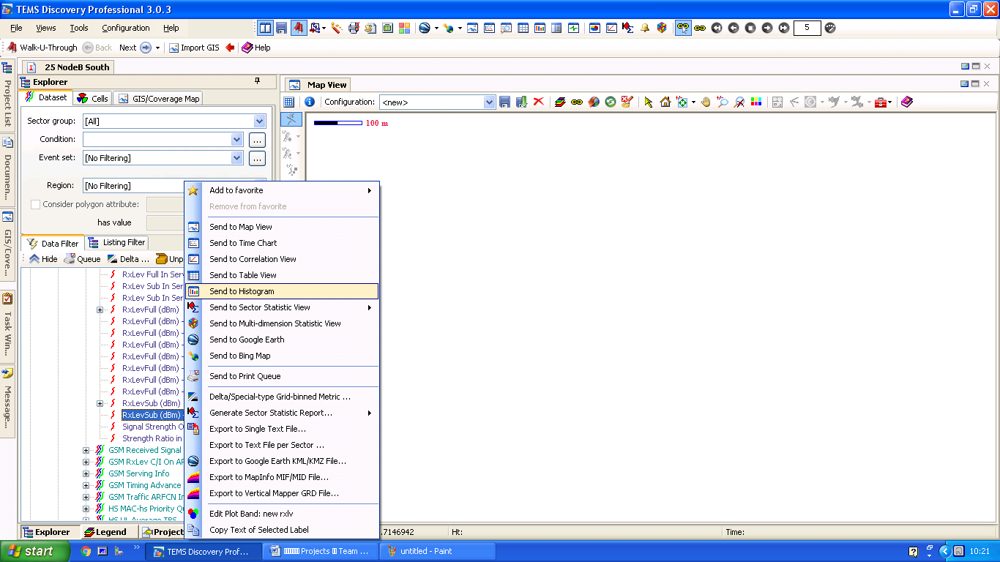 TEMS Discovery Professional 3.0.3
File Views Tools Configuration Help
5
Walk-U-Through Back Next Import GIS Help
25 NodeB South
Explorer
Dataset Cells GIS/Coverage Map
Sector group: [All]
Condition: ...
Event set: [No Filtering] ...
Region: [No Filtering]
Consider polygon attribute:
has value
Data Filter Listing Filter
Hide Queue Delta ... Unp
RxLev Full In Serv
RxLev Sub In Ser
RxLev Sub In Ser
RxLevFull (dBm)
RxLevFull (dBm) -
RxLevFull (dBm) -
RxLevFull (dBm) -
RxLevFull (dBm) -
RxLevFull (dBm) -
RxLevFull (dBm) -
RxLevFull (dBm) -
RxLevSub (dBm)
RxLevSub (dBm) -
Signal Strength O
Strength Ratio in
GSM Received Signal
GSM RxLev C/I On AR
GSM Serving Info
GSM Timing Advance
GSM Traffic ARFCN In
HS MAC-hs Priority Qu
HS UL Average TBS
Explorer Legend Project
Project List
Documen...
GIS/Cove...
Task Win...
Message...
Add to favorite
Remove from favorite
Send to Map View
Send to Time Chart
Send to Correlation View
Send to Table View
Send to Histogram
Send to Sector Statistic View
Send to Multi-dimension Statistic View
Send to Google Earth
Send to Bing Map
Send to Print Queue
Delta/Special-type Grid-binned Metric ...
Generate Sector Statistic Report...
Export to Single Text File...
Export to Text File per Sector ...
Export to Google Earth KML/KMZ File...
Export to MapInfo MIF/MID File...
Export to Vertical Mapper GRD File...
Edit Plot Band: new rxlv
Copy Text of Selected Label
Map View
Configuration: <new>
100 m
.7146942 Ht: Time:
start TEMS Discovery Prof... Projects Team ... untitled - Paint 10:21